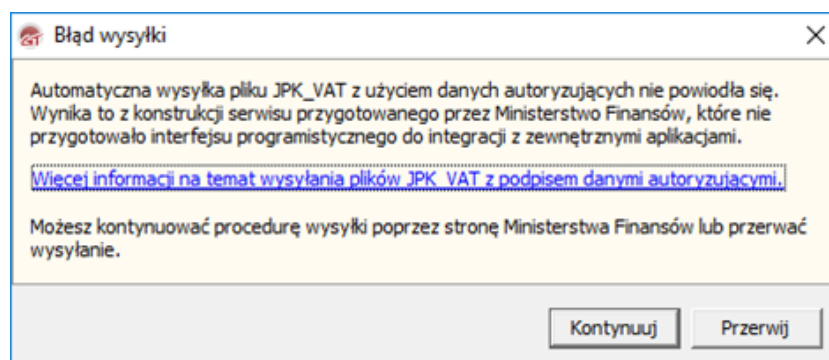 Błąd wysyłki
Automatyczna wysyłka pliku JPK_VAT z użyciem danych autoryzujących nie powiodła się.
Wynika to z konstrukcji serwisu przygotowanego przez Ministerstwo Finansów, które nie
przygotowało interfejsu programistycznego do integracji z zewnętrznymi aplikacjami.
Więcej informacji na temat wysyłania plików JPK_VAT z podpisem danymi autoryzującymi.
Możesz kontynuować procedurę wysyłki poprzez stronę Ministerstwa Finansów lub przerwać
wysyłanie.
Kontynuuj Przerwij